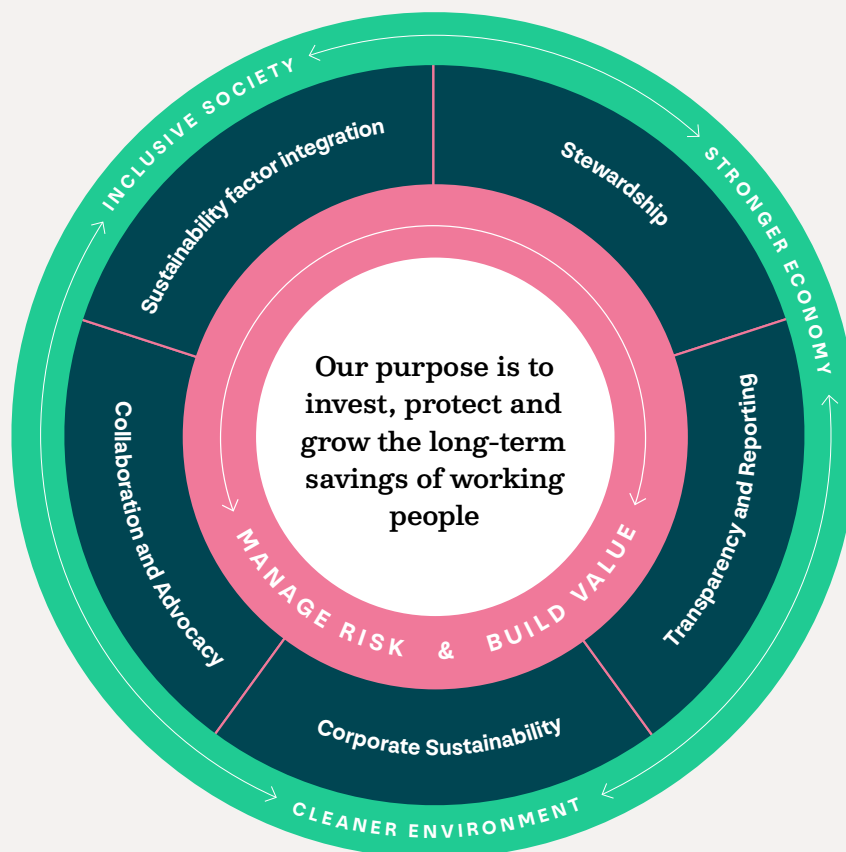 INCLUSIVE SOCIETY
STRONGER ECONOMY
CLEANER ENVIRONMENT
Sustainability factor integration
Stewardship
Transparency and Reporting
Corporate Sustainability
Collaboration and Advocacy
MANAGE RISK & BUILD VALUE
Our purpose is to
invest, protect and
grow the long-term
savings of working
people